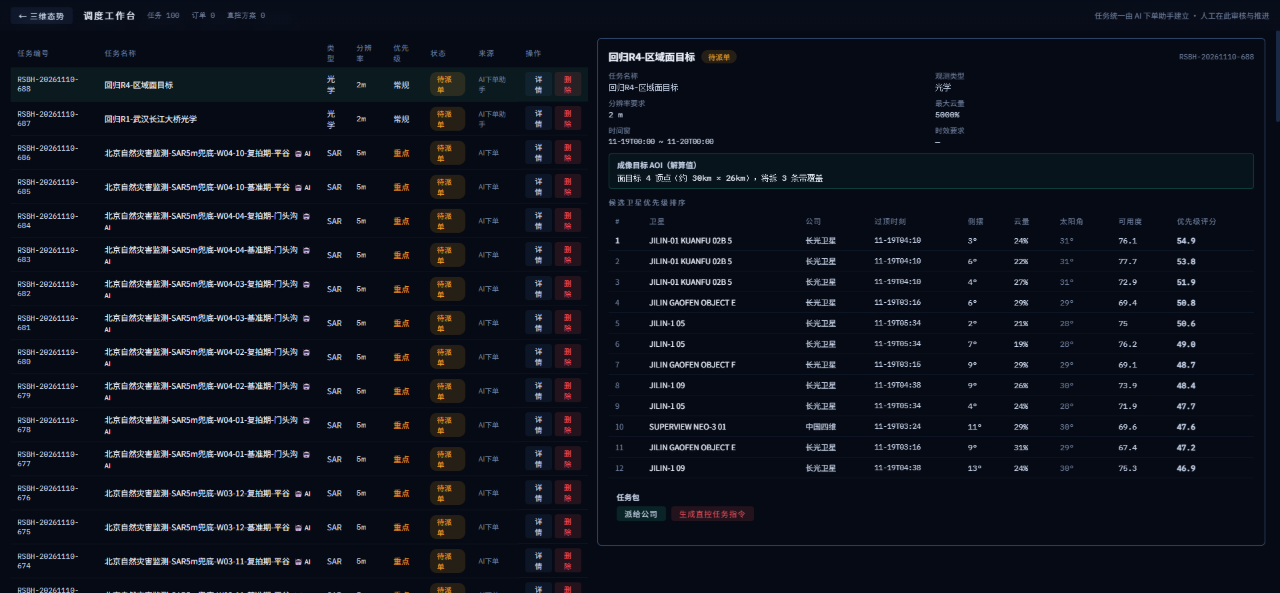 ← 三维态势 调度工作台 任务 100 订单 0 直控方案 0 任务统一由 AI 下单助手建立 · 人工在此审核与推进
任务编号 任务名称 类型 分辨率 优先级 状态 来源 操作
RSBH-20261110-688 回归R4-区域面目标 光学 2m 常规 待派单 AI下单助手 详情 删除
RSBH-20261110-687 回归R1-武汉长江大桥光学 光学 2m 常规 待派单 AI下单助手 详情 删除
RSBH-20261110-686 北京自然灾害监测-SAR5m兜底-W04-10-复拍期-平谷 AI SAR 5m 重点 待派单 AI下单 详情 删除
RSBH-20261110-685 北京自然灾害监测-SAR5m兜底-W04-10-基准期-平谷 AI SAR 5m 重点 待派单 AI下单 详情 删除
RSBH-20261110-684 北京自然灾害监测-SAR5m兜底-W04-04-复拍期-门头沟 AI SAR 5m 重点 待派单 AI下单 详情 删除
RSBH-20261110-683 北京自然灾害监测-SAR5m兜底-W04-04-基准期-门头沟 AI SAR 5m 重点 待派单 AI下单 详情 删除
RSBH-20261110-682 北京自然灾害监测-SAR5m兜底-W04-03-复拍期-门头沟 AI SAR 5m 重点 待派单 AI下单 详情 删除
RSBH-20261110-681 北京自然灾害监测-SAR5m兜底-W04-03-基准期-门头沟 AI SAR 5m 重点 待派单 AI下单 详情 删除
RSBH-20261110-680 北京自然灾害监测-SAR5m兜底-W04-02-复拍期-门头沟 AI SAR 5m 重点 待派单 AI下单 详情 删除
RSBH-20261110-679 北京自然灾害监测-SAR5m兜底-W04-02-基准期-门头沟 AI SAR 5m 重点 待派单 AI下单 详情 删除
RSBH-20261110-678 北京自然灾害监测-SAR5m兜底-W04-01-复拍期-门头沟 AI SAR 5m 重点 待派单 AI下单 详情 删除
RSBH-20261110-677 北京自然灾害监测-SAR5m兜底-W04-01-基准期-门头沟 AI SAR 5m 重点 待派单 AI下单 详情 删除
RSBH-20261110-676 北京自然灾害监测-SAR5m兜底-W03-12-复拍期-平谷 AI SAR 5m 重点 待派单 AI下单 详情 删除
RSBH-20261110-675 北京自然灾害监测-SAR5m兜底-W03-12-基准期-平谷 AI SAR 5m 重点 待派单 AI下单 详情 删除
RSBH-20261110-674 北京自然灾害监测-SAR5m兜底-W03-11-复拍期-平谷 AI SAR 5m 重点 待派单 AI下单 详情 删除
RSBH-20261110- 待派 详 删
回归R4-区域面目标 待派单 RSBH-20261110-688
任务名称 观测类型
回归R4-区域面目标 光学
分辨率要求 最大云量
2 m 5000%
时间窗 时效要求
11-19T00:00 ~ 11-20T00:00 —
成像目标 AOI（解算值）
面目标 4 顶点（约 30km × 26km），将拆 3 条带覆盖
候选卫星优先级排序
# 卫星 公司 过顶时间 侧摆 云量 太阳角 可用度 优先级评分
1 JILIN-01 KUANFU 02B 5 长光卫星 11-19T04:10 3° 24% 31° 76.1 54.9
2 JILIN-01 KUANFU 02B 5 长光卫星 11-19T04:10 6° 22% 31° 77.7 53.8
3 JILIN-01 KUANFU 02B 5 长光卫星 11-19T04:10 4° 27% 31° 72.9 51.9
4 JILIN GAOFEN OBJECT E 长光卫星 11-19T03:16 6° 29% 29° 69.4 50.8
5 JILIN-1 05 长光卫星 11-19T05:34 2° 21% 28° 75 50.6
6 JILIN-1 05 长光卫星 11-19T05:34 7° 19% 28° 76.2 49.0
7 JILIN GAOFEN OBJECT F 长光卫星 11-19T03:15 9° 29% 29° 69.1 48.7
8 JILIN-1 09 长光卫星 11-19T04:38 9° 26% 30° 73.9 48.4
9 JILIN-1 05 长光卫星 11-19T05:34 4° 24% 28° 71.9 47.7
10 SUPERVIEW NEO-3 01 中国四维 11-19T03:24 11° 29% 30° 69.6 47.6
11 JILIN GAOFEN OBJECT E 长光卫星 11-19T03:16 9° 31% 29° 67.4 47.2
12 JILIN-1 09 长光卫星 11-19T04:38 13° 24% 30° 75.3 46.9
任务包
派给公司 生成直控任务指令